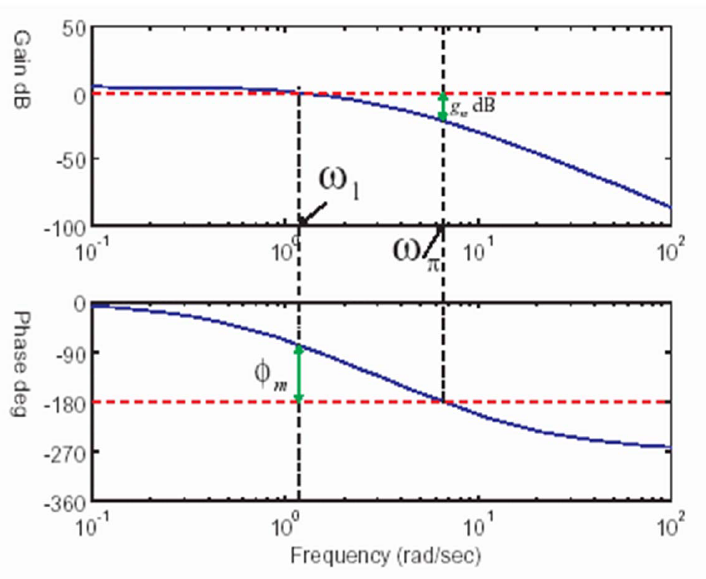 Gain dB
50
0
-50
-100
gₘ dB
ω₁
ωπ
10⁻¹ 10⁰ 10¹ 10²
Phase deg
0
-90
-180
-270
-360
ϕₘ
10⁻¹ 10⁰ 10¹ 10²
Frequency (rad/sec)